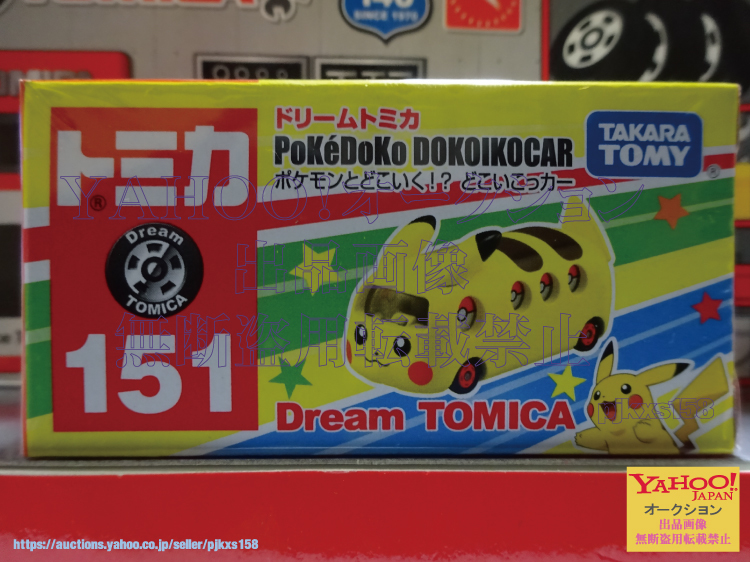 140
SINCE 1970
トミカ
®
Dream
TOMICA
151
ドリームトミカ
PoKéDoKo DOKOIKOCAR
ポケモンとどこいく!? どこいこっカー
TAKARA
TOMY
®
YAHOO!オークション
出品画像
無断盗用転載禁止
Dream TOMICA
pjkxs158
https://auctions.yahoo.co.jp/seller/pjkxs158
YAHOO!
JAPAN
オークション
出品画像
無断盗用転載禁止